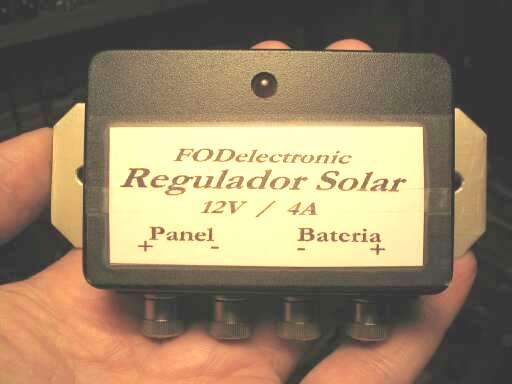 FODelectronic
Regulador Solar
12V / 4A
Panel Bateria
+ - - +